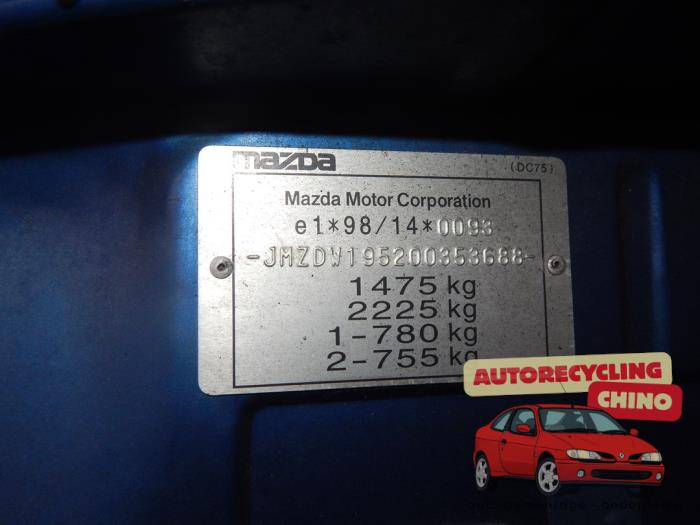 mazda
(DC75)
Mazda Motor Corporation
e1*98/14*0093
-JMZDW195200353688-
1475 kg
2225 kg
1-780 kg
2-755 kg
AUTORECYCLING
CHINO